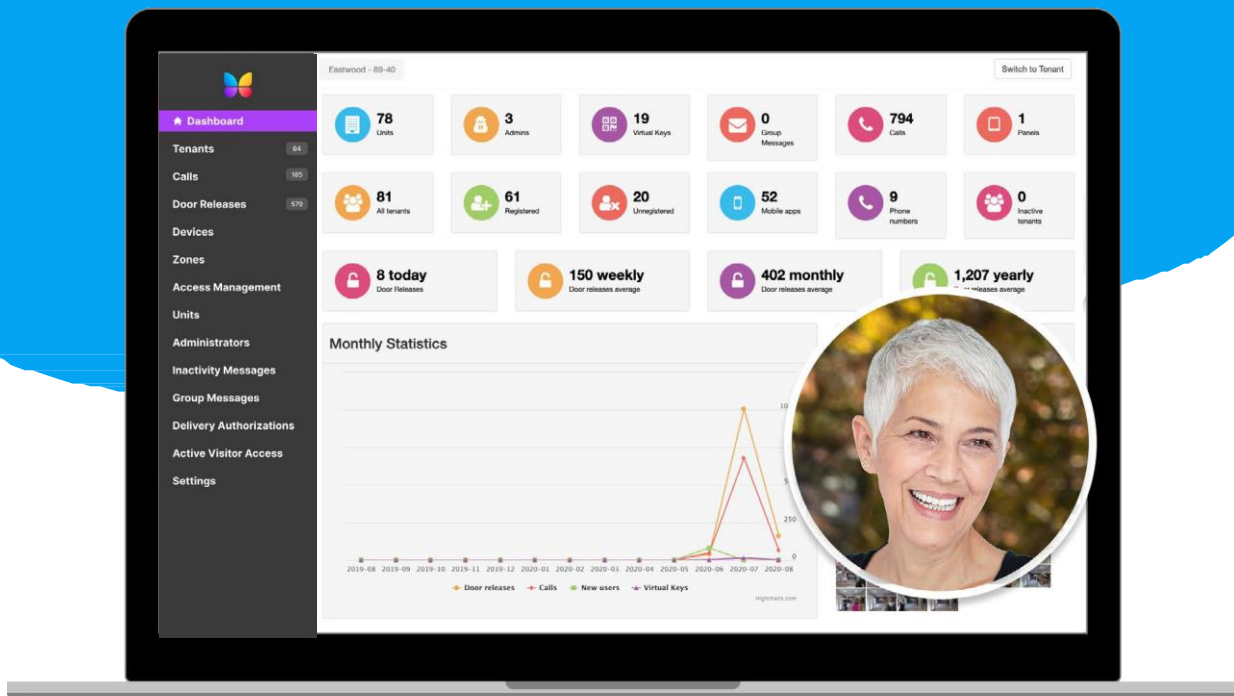 Eastwood - 89-40
Switch to Tenant
Dashboard
Tenants 84
Calls 185
Door Releases 579
Devices
Zones
Access Management
Units
Administrators
Inactivity Messages
Group Messages
Delivery Authorizations
Active Visitor Access
Settings
78
Units
3
Admins
19
Virtual Keys
0
Group
Messages
794
Calls
1
Panels
81
All tenants
61
Registered
20
Unregistered
52
Mobile apps
9
Phone
numbers
0
Inactive
tenants
8 today
Door Releases
150 weekly
Door releases average
402 monthly
Door releases average
1,207 yearly
releases average
Monthly Statistics
250
0
2019-08 2019-09 2019-10 2019-11 2019-12 2020-01 2020-02 2020-03 2020-04 2020-05 2020-06 2020-07 2020-08
Door releases Calls New users Virtual Keys
Highcharts.com